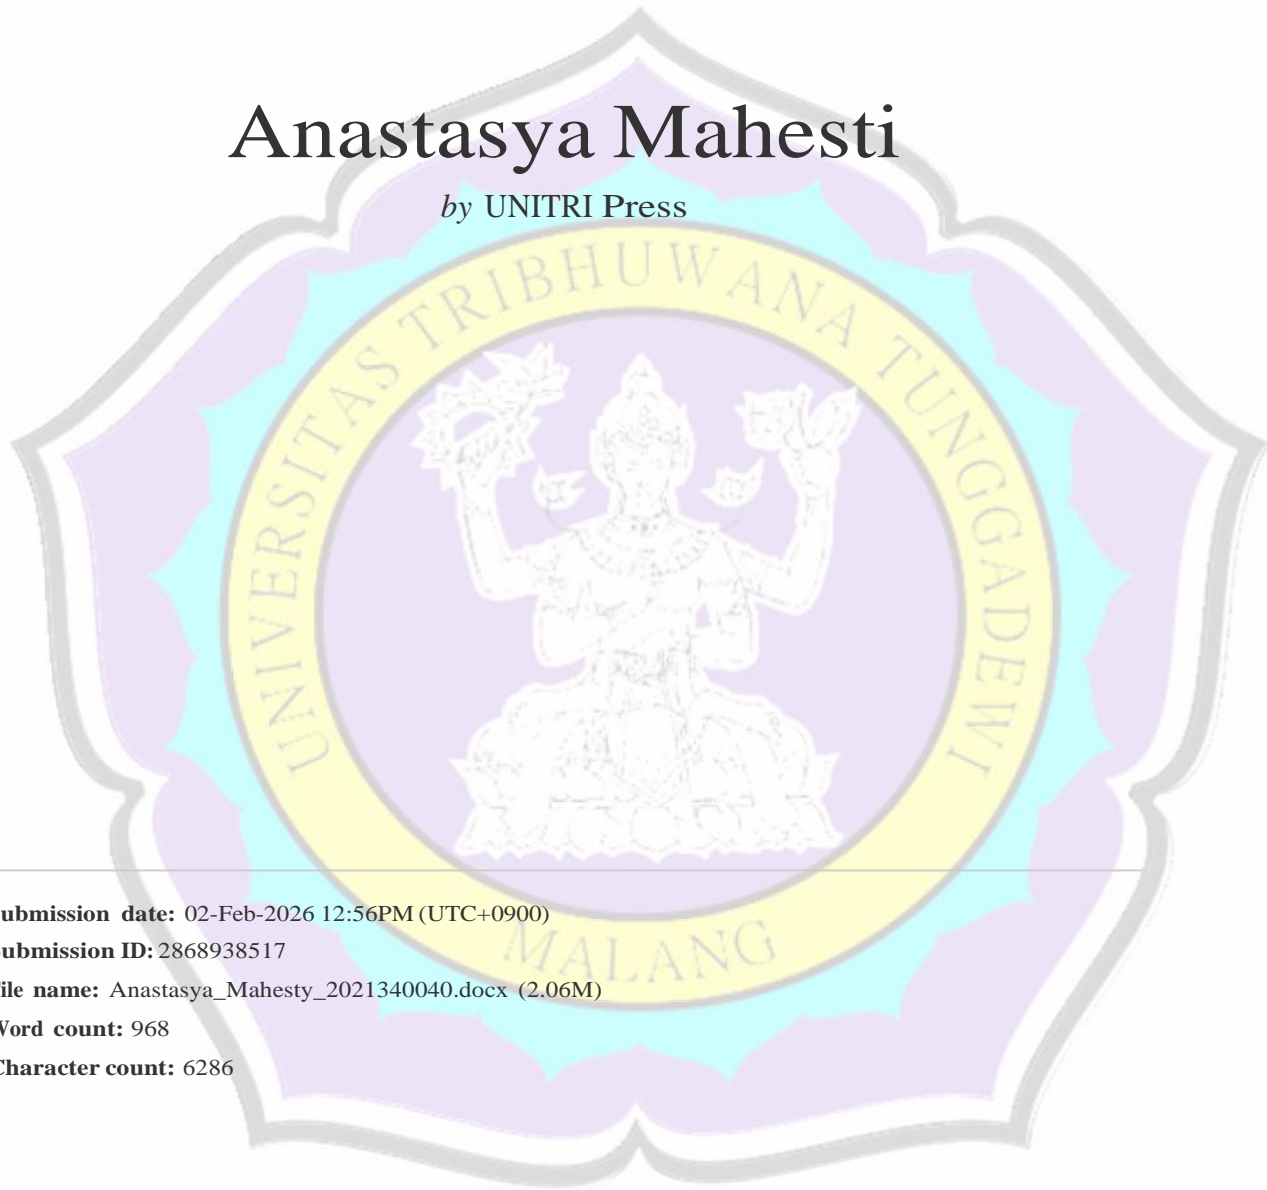 Anastasya Mahesti
by UNITRI Press
UNIVERSITAS TRIBHUWANA TUNGGADEWI
MALANG
ubmission date: 02-Feb-2026 12:56PM (UTC+0900)
ubmission ID: 2868938517
ile name: Anastasya_Mahesty_2021340040.docx (2.06M)
Word count: 968
Character count: 6286